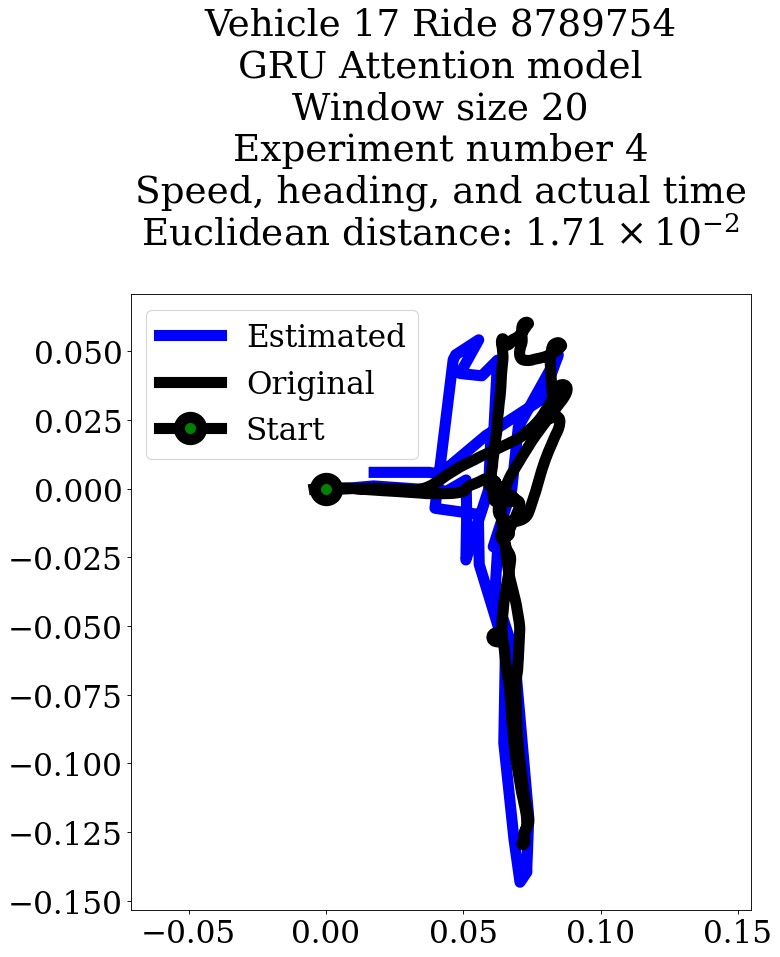 Vehicle 17 Ride 8789754
GRU Attention model
Window size 20
Experiment number 4
Speed, heading, and actual time
Euclidean distance: 1.71 × 10⁻²
Estimated
Original
Start
0.050
0.025
0.000
−0.025
−0.050
−0.075
−0.100
−0.125
−0.150
−0.05
0.00
0.05
0.10
0.15